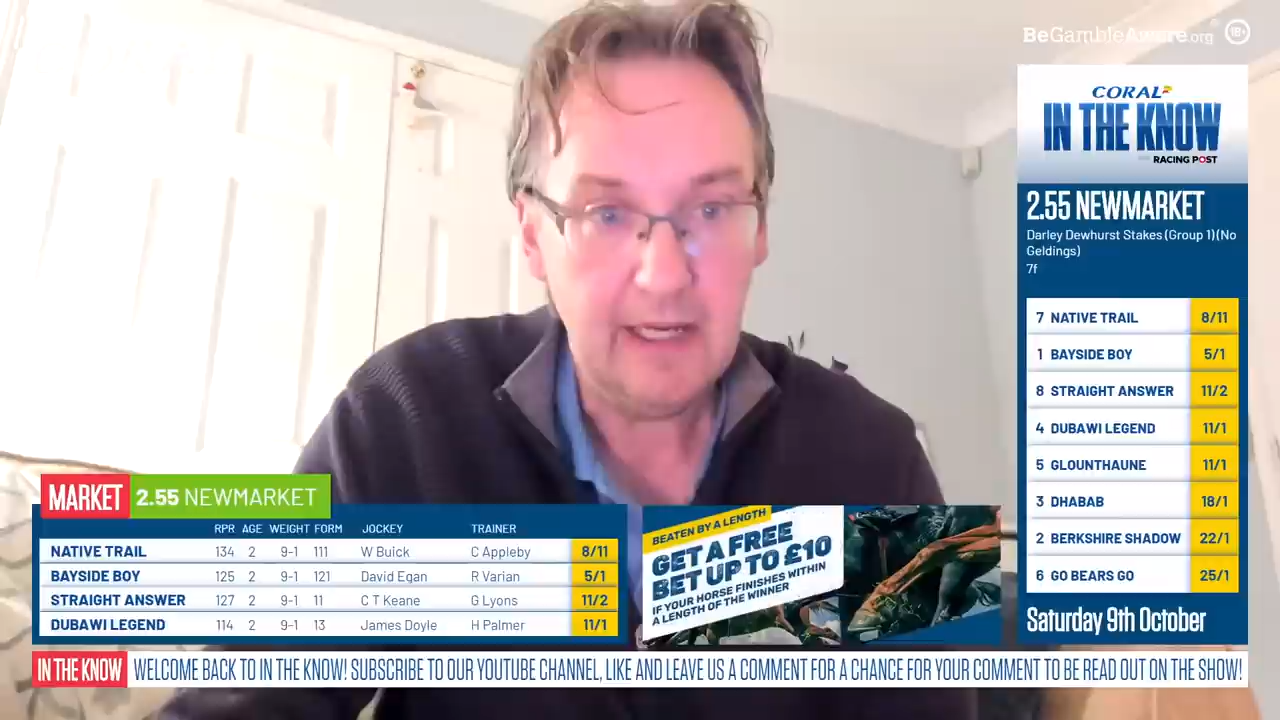 BeGambleAware.org 18+
CORAL
IN THE KNOW
RACING POST
2.55 NEWMARKET
Darley Dewhurst Stakes (Group 1) (No
Geldings)
7f
7 NATIVE TRAIL 8/11
1 BAYSIDE BOY 5/1
8 STRAIGHT ANSWER 11/2
4 DUBAWI LEGEND 11/1
5 GLOUNTHAUNE 11/1
3 DHABAB 18/1
2 BERKSHIRE SHADOW 22/1
6 GO BEARS GO 25/1
Saturday 9th October
MARKET 2.55 NEWMARKET
RPR AGE WEIGHT FORM JOCKEY TRAINER
NATIVE TRAIL 134 2 9-1 111 W Buick C Appleby 8/11
BAYSIDE BOY 125 2 9-1 121 David Egan R Varian 5/1
STRAIGHT ANSWER 127 2 9-1 11 C T Keane G Lyons 11/2
DUBAWI LEGEND 114 2 9-1 13 James Doyle H Palmer 11/1
BEATEN BY A LENGTH
GET A FREE
BET UP TO £10
IF YOUR HORSE FINISHES WITHIN
A LENGTH OF THE WINNER
IN THE KNOW WELCOME BACK TO IN THE KNOW! SUBSCRIBE TO OUR YOUTUBE CHANNEL, LIKE AND LEAVE US A COMMENT FOR A CHANCE FOR YOUR COMMENT TO BE READ OUT ON THE SHOW!